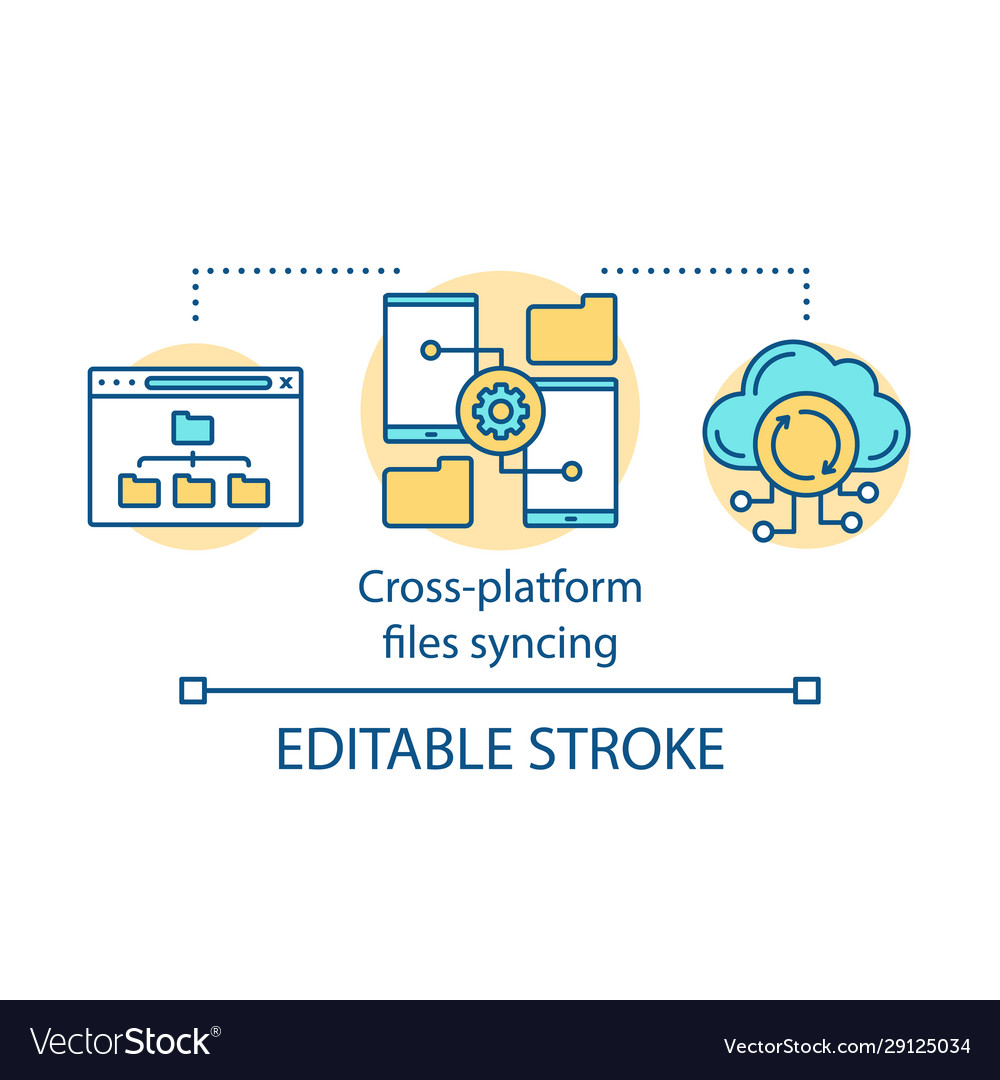 x
Cross-platform
files syncing
EDITABLE STROKE
VectorStock®
VectorStock.com/29125034